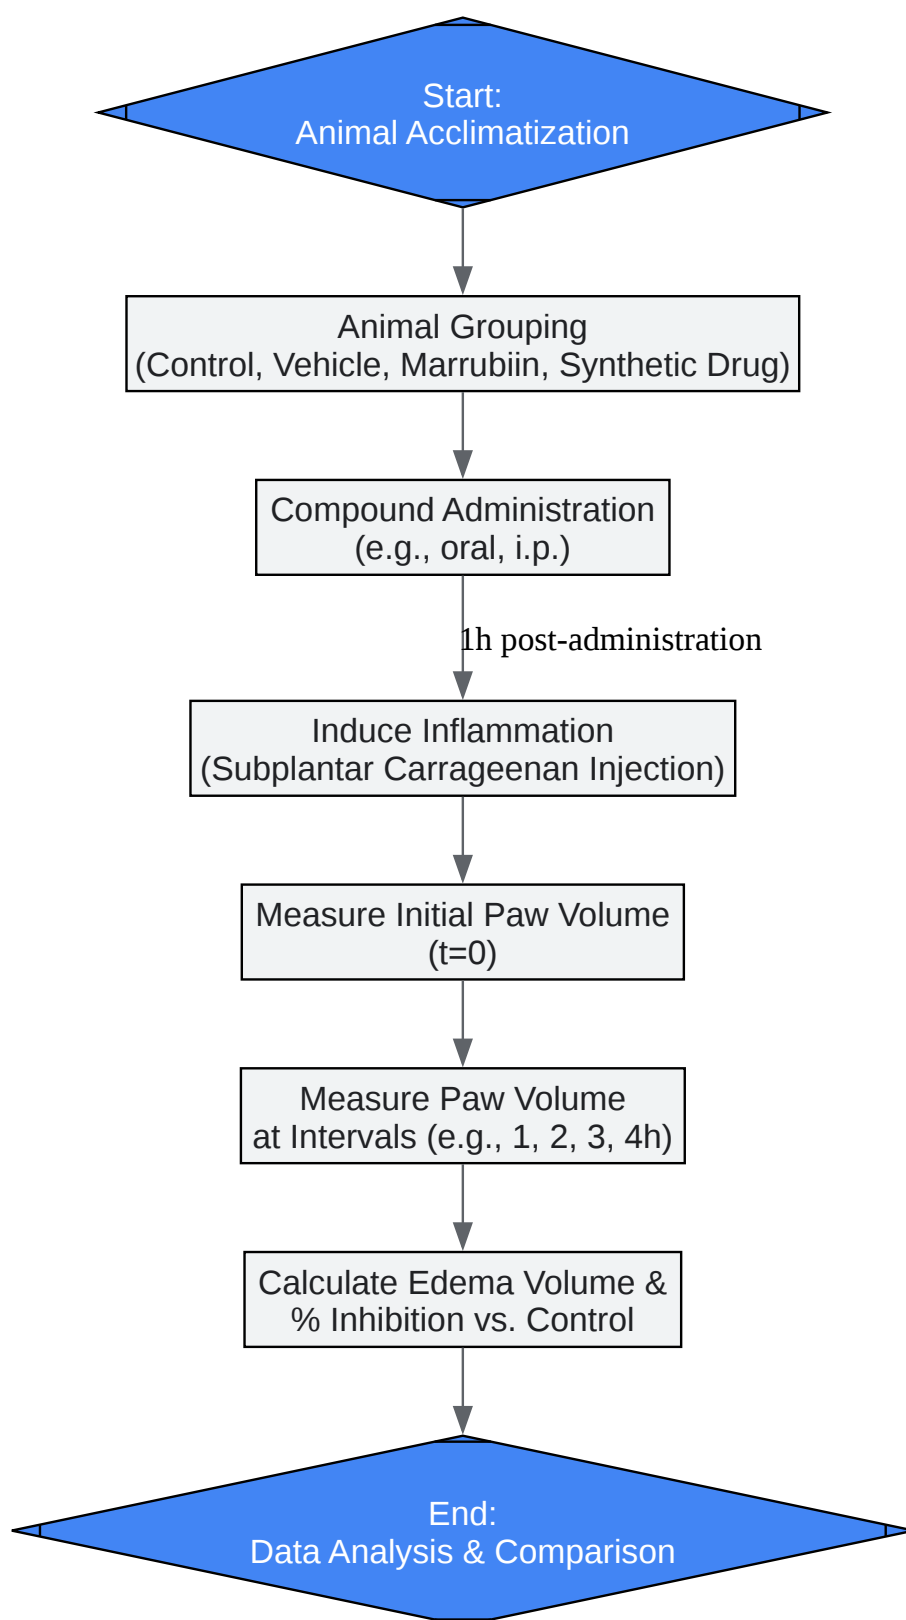 Start:
Animal Acclimatization
Animal Grouping
(Control, Vehicle, Marrubiin, Synthetic Drug)
Compound Administration
(e.g., oral, i.p.)
1h post-administration
Induce Inflammation
(Subplantar Carrageenan Injection)
Measure Initial Paw Volume
(t=0)
Measure Paw Volume
at Intervals (e.g., 1, 2, 3, 4h)
Calculate Edema Volume &
% Inhibition vs. Control
End:
Data Analysis & Comparison